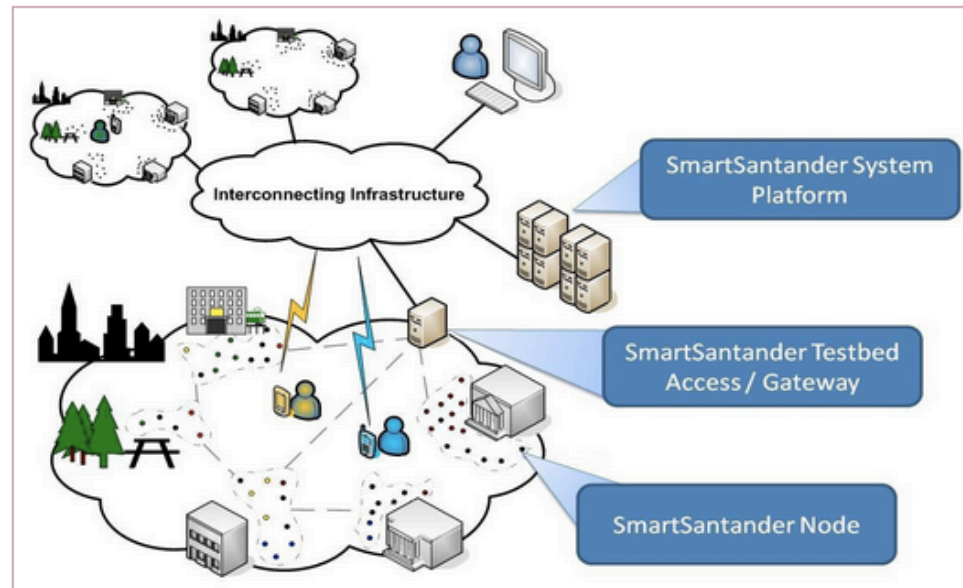 Interconnecting Infrastructure
SmartSantander System
Platform
SmartSantander Testbed
Access / Gateway
SmartSantander Node